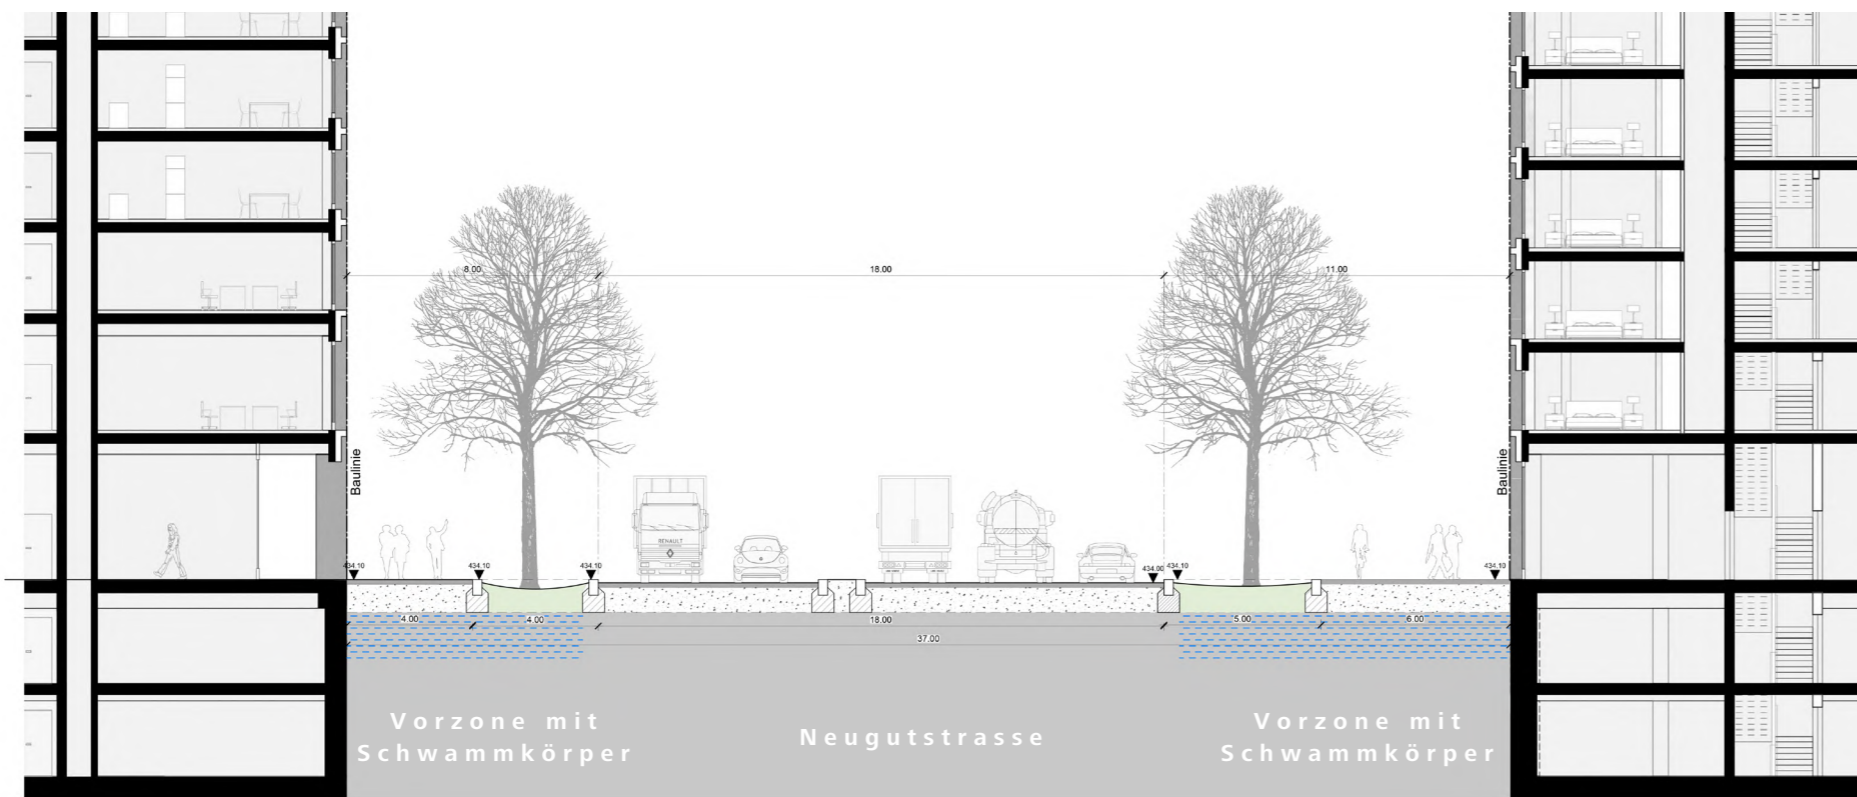 8.00
18.00
11.00
Baulinie
Baulinie
RENAULT
434.10
434.10
434.10
434.00
434.10
434.10
4.00
4.00
18.00
5.00
6.00
37.00
Vorzone mit
Schwammkörper
Neugutstrasse
Vorzone mit
Schwammkörper